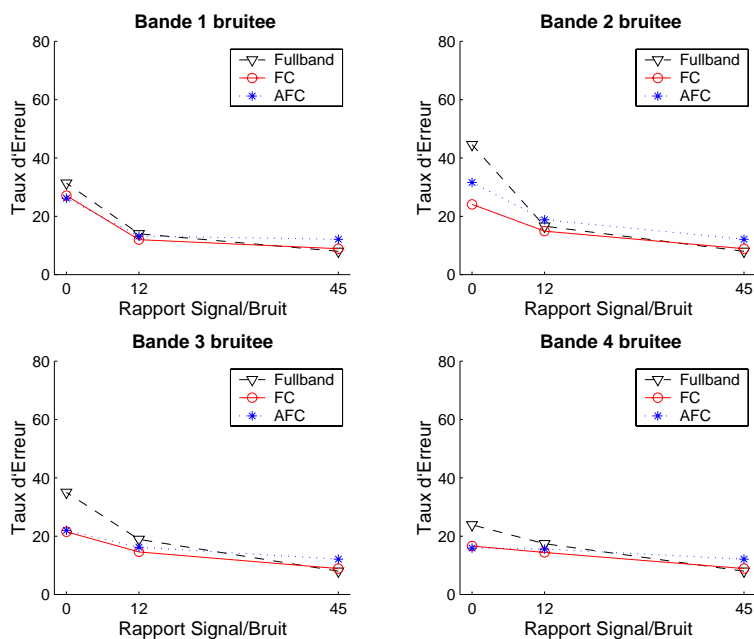 Bande 1 bruitee
80
60
40
20
0
Taux d'Erreur
Fullband
FC
AFC
0 12 45
Rapport Signal/Bruit
Bande 2 bruitee
80
60
40
20
0
Taux d'Erreur
Fullband
FC
AFC
0 12 45
Rapport Signal/Bruit
Bande 3 bruitee
80
60
40
20
0
Taux d'Erreur
Fullband
FC
AFC
0 12 45
Rapport Signal/Bruit
Bande 4 bruitee
80
60
40
20
0
Taux d'Erreur
Fullband
FC
AFC
0 12 45
Rapport Signal/Bruit